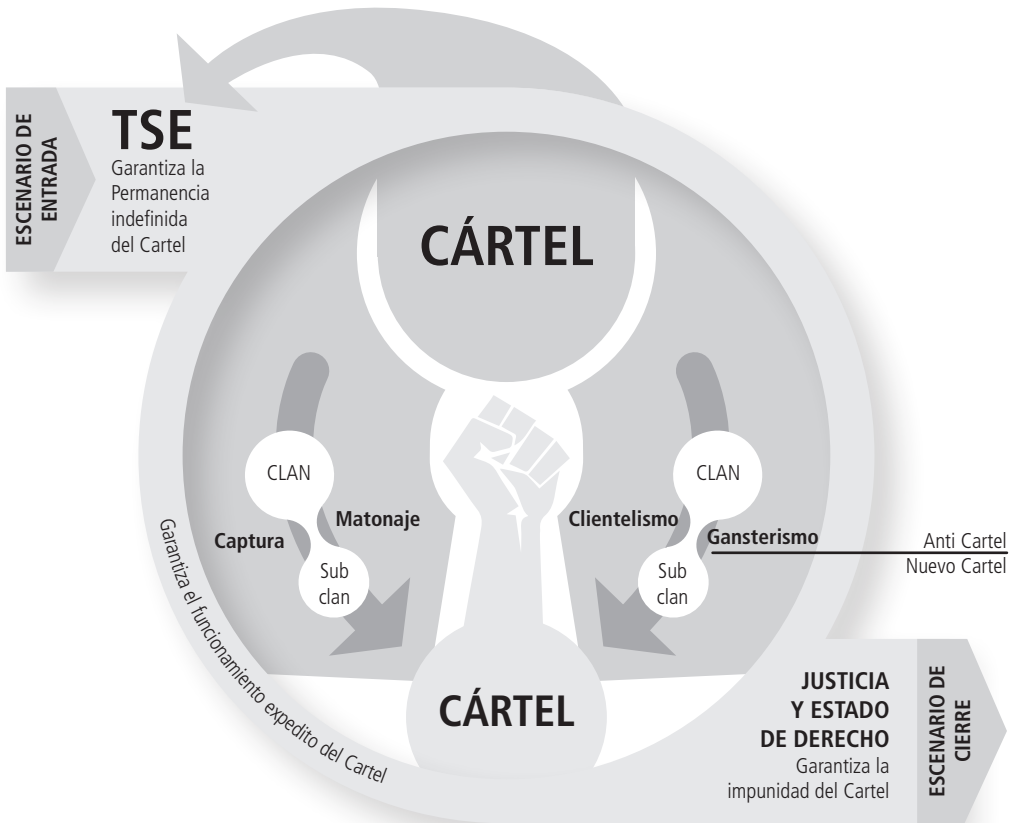 ESCENARIO DE
ENTRADA
TSE
Garantiza la
Permanencia
indefinida
del Cartel
CÁRTEL
CLAN
CLAN
Captura
Matonaje
Clientelismo
Gansterismo
Sub
clan
Sub
clan
Anti Cartel
Nuevo Cartel
Garantiza el funcionamiento expedito del Cartel
CÁRTEL
JUSTICIA
Y ESTADO
DE DERECHO
Garantiza la
impunidad del Cartel
ESCENARIO DE
CIERRE